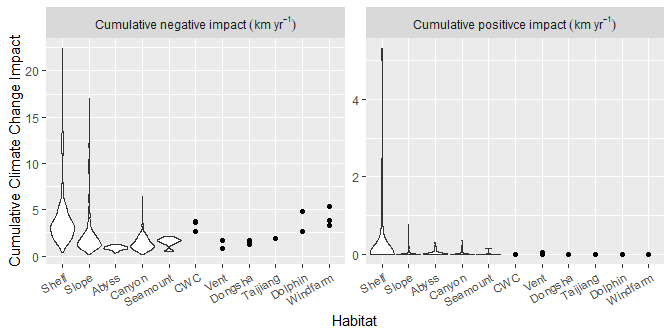 Cumulative negative impact (km yr⁻¹)
Cumulative positivce impact (km yr⁻¹)
Cumulative Climate Change Impact
20
15
10
5
0
4
2
0
Shelf
Slope
Abyss
Canyon
Seamount
CWC
Vent
Dongsha
Taijiang
Dolphin
Windfarm
Shelf
Slope
Abyss
Canyon
Seamount
CWC
Vent
Dongsha
Taijiang
Dolphin
Windfarm
Habitat